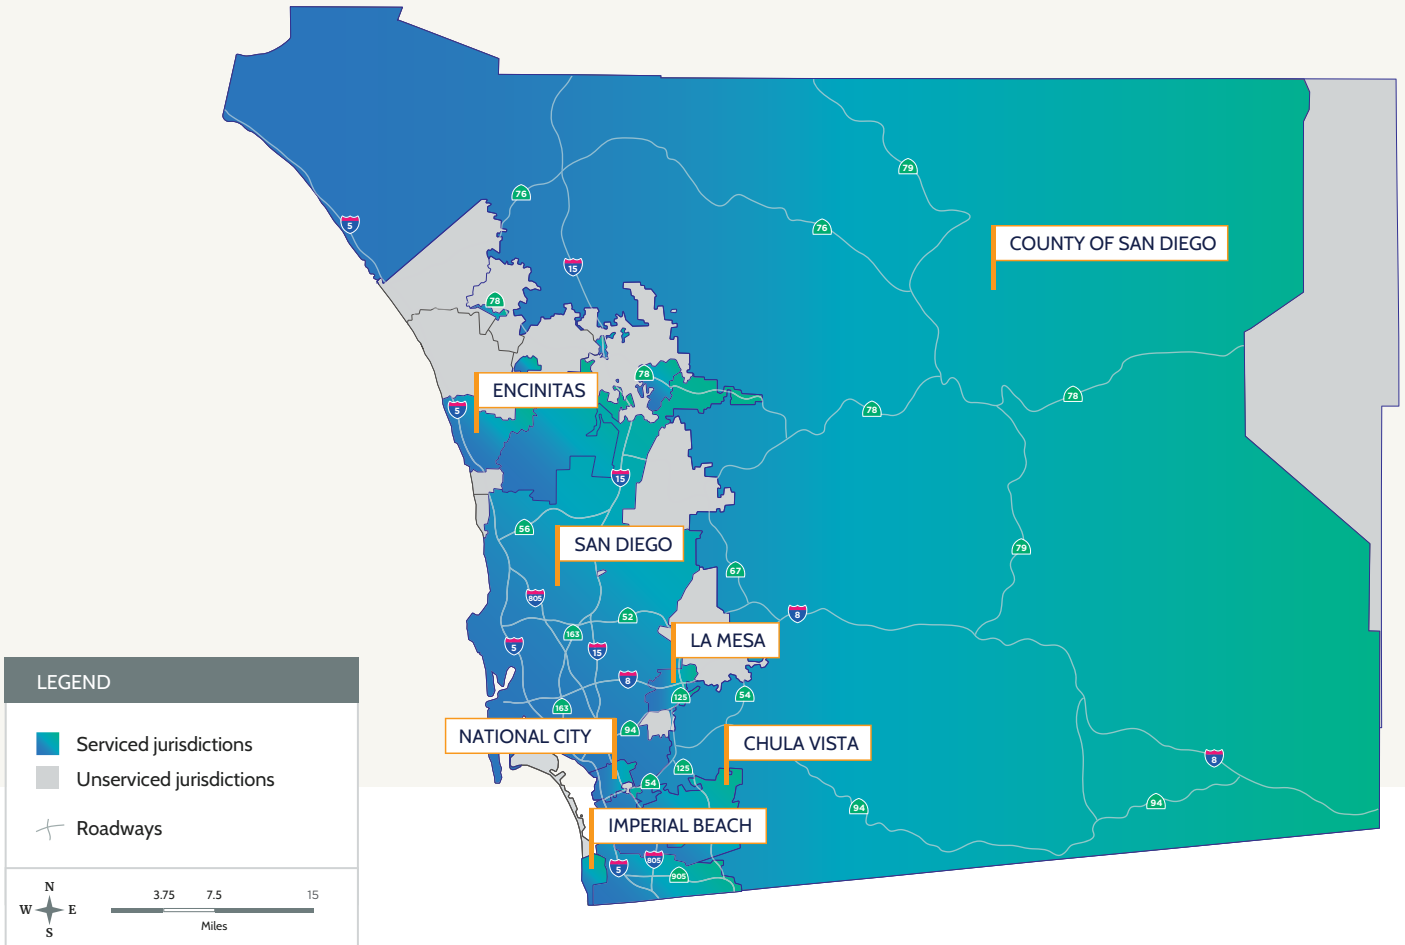 79
76
5
76
COUNTY OF SAN DIEGO
15
78
78
ENCINITAS
78
5
78
15
56
SAN DIEGO
79
67
805
52
8
163
LA MESA
5
15
8
125
54
163
94
NATIONAL CITY
CHULA VISTA
8
125
54
94
94
IMPERIAL BEACH
805
5
905
LEGEND
Serviced jurisdictions
Unserviced jurisdictions
Roadways
N
W E
S
3.75 7.5 15
Miles